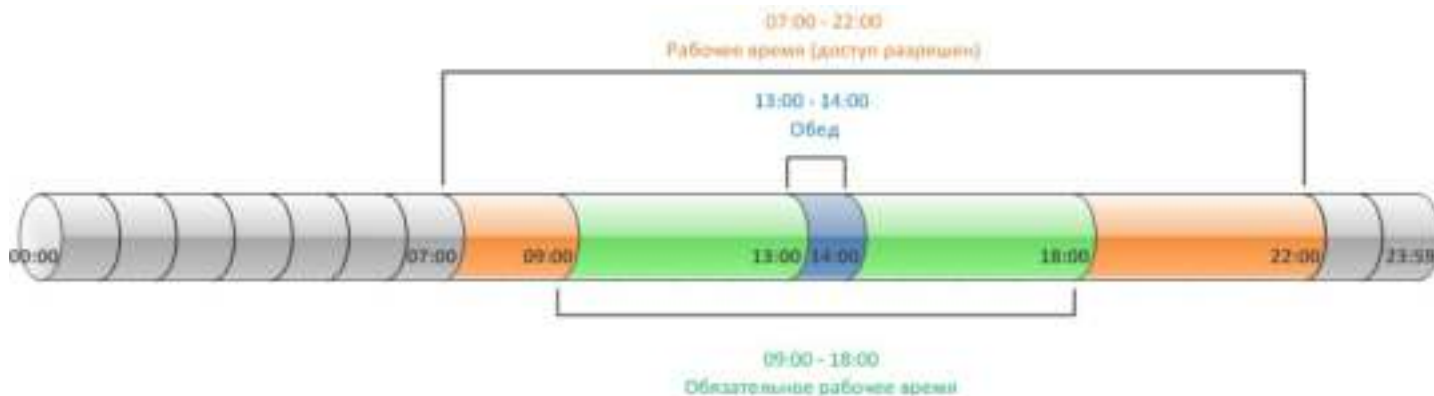 07:00 - 22:00
Рабочее время (доступ разрешен)
13:00 - 14:00
Обед
00:00 07:00 09:00 13:00 14:00 18:00 22:00 23:59
09:00 - 18:00
Обязательное рабочее время